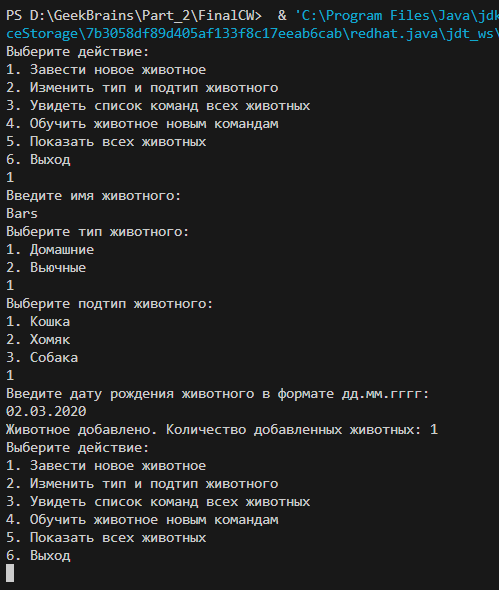 PS D:\GeekBrains\Part_2\FinalCW>  & 'C:\Program Files\Java\jdk
ceStorage\7b3058df89d405af133f8c17eeab6cab\redhat.java\jdt_ws\
Выберите действие:
1. Завести новое животное
2. Изменить тип и подтип животного
3. Увидеть список команд всех животных
4. Обучить животное новым командам
5. Показать всех животных
6. Выход
1
Введите имя животного:
Bars
Выберите тип животного:
1. Домашние
2. Вьючные
1
Выберите подтип животного:
1. Кошка
2. Хомяк
3. Собака
1
Введите дату рождения животного в формате дд.мм.гггг:
02.03.2020
Животное добавлено. Количество добавленных животных: 1
Выберите действие:
1. Завести новое животное
2. Изменить тип и подтип животного
3. Увидеть список команд всех животных
4. Обучить животное новым командам
5. Показать всех животных
6. Выход